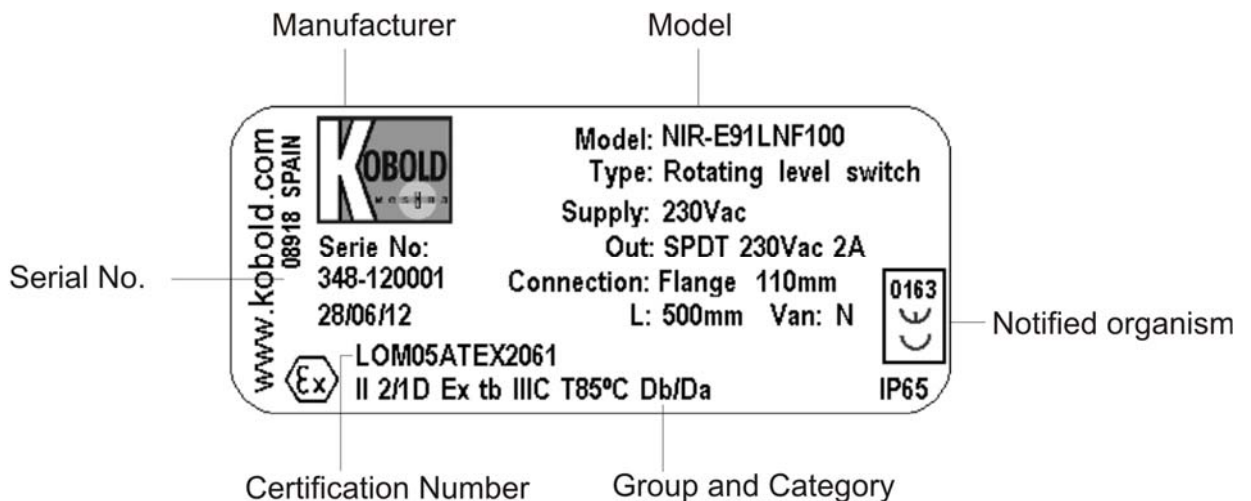 Manufacturer
Model
www.kobold.com
08918 SPAIN
KOBOLD
Serie No:
348-120001
28/06/12
Model: NIR-E91LNF100
Type: Rotating level switch
Supply: 230Vac
Out: SPDT 230Vac 2A
Connection: Flange 110mm
L: 500mm Van: N
0163
CE
IP65
Ex
LOM05ATEX2061
II 2/1D Ex tb IIIC T85ºC Db/Da
Serial No.
Notified organism
Certification Number
Group and Category